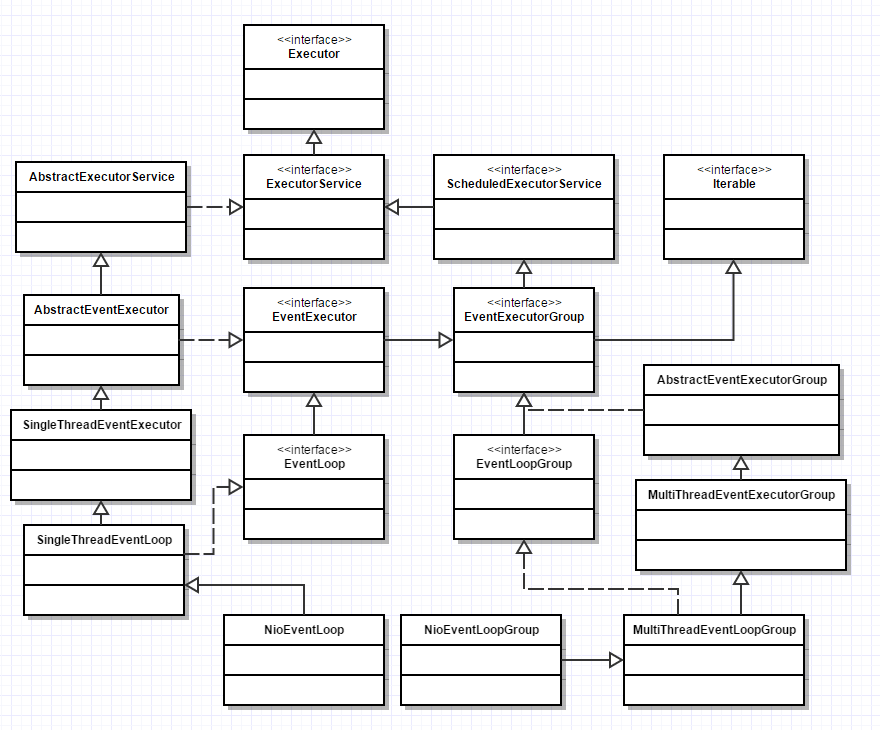 <<interface>>
Executor
AbstractExecutorService
<<interface>>
ExecutorService
<<interface>>
ScheduledExecutorService
<<interface>>
Iterable
AbstractEventExecutor
<<interface>>
EventExecutor
<<interface>>
EventExecutorGroup
AbstractEventExecutorGroup
SingleThreadEventExecutor
<<interface>>
EventLoop
<<interface>>
EventLoopGroup
MultiThreadEventExecutorGroup
SingleThreadEventLoop
NioEventLoop
NioEventLoopGroup
MultiThreadEventLoopGroup